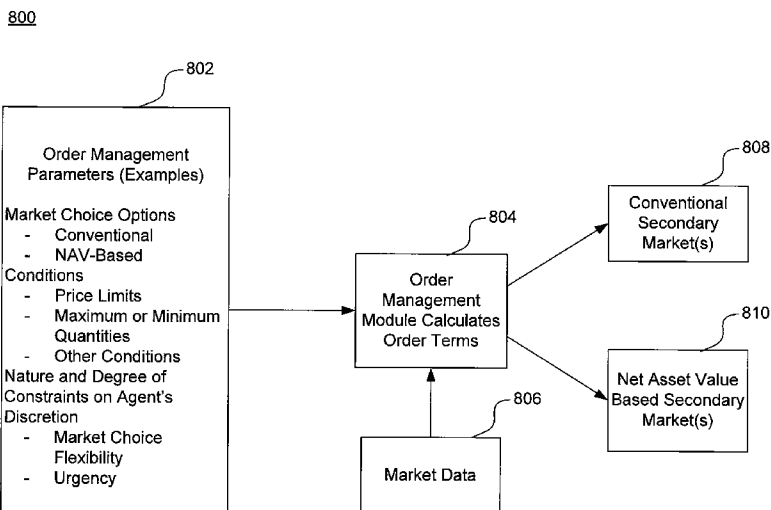 800
802
Order Management
Parameters (Examples)
Market Choice Options
- Conventional
- NAV-Based
Conditions
- Price Limits
- Maximum or Minimum
Quantities
- Other Conditions
Nature and Degree of
Constraints on Agent's
Discretion
- Market Choice
Flexibility
- Urgency
804
Order
Management
Module Calculates
Order Terms
806
Market Data
808
Conventional
Secondary
Market(s)
810
Net Asset Value
Based Secondary
Market(s)